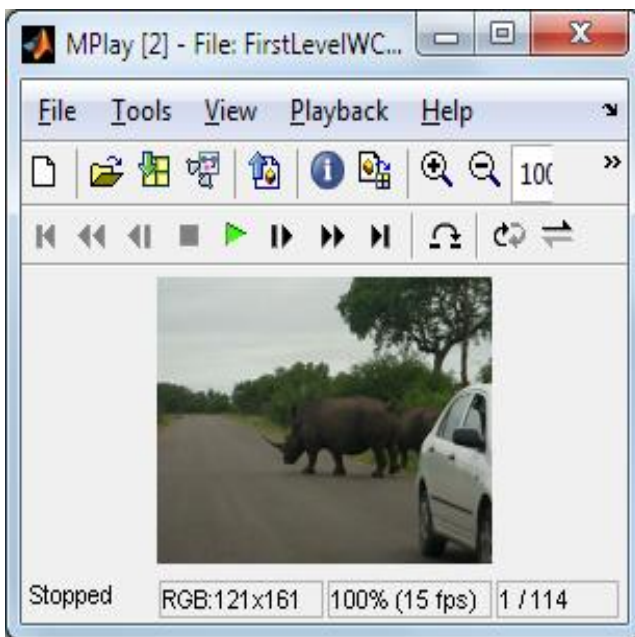 MPlay [2] - File: FirstLevelWC...
File Tools View Playback Help
100
Stopped RGB:121x161 100% (15 fps) 1 / 114